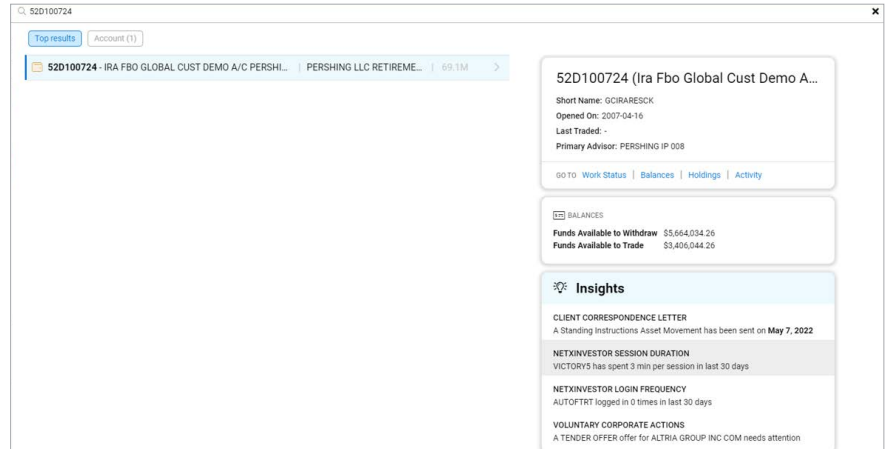 52D100724
Top results Account (1)
52D100724 - IRA FBO GLOBAL CUST DEMO A/C PERSHI... | PERSHING LLC RETIREME... | 69.1M
52D100724 (Ira Fbo Global Cust Demo A...
Short Name: GCIRARESCK
Opened On: 2007-04-16
Last Traded: -
Primary Advisor: PERSHING IP 008
GO TO Work Status | Balances | Holdings | Activity
BALANCES
Funds Available to Withdraw $5,664,034.26
Funds Available to Trade $3,406,044.26
Insights
CLIENT CORRESPONDENCE LETTER
A Standing Instructions Asset Movement has been sent on May 7, 2022
NETXINVESTOR SESSION DURATION
VICTORY5 has spent 3 min per session in last 30 days
NETXINVESTOR LOGIN FREQUENCY
AUTOFTRT logged in 0 times in last 30 days
VOLUNTARY CORPORATE ACTIONS
A TENDER OFFER offer for ALTRIA GROUP INC COM needs attention